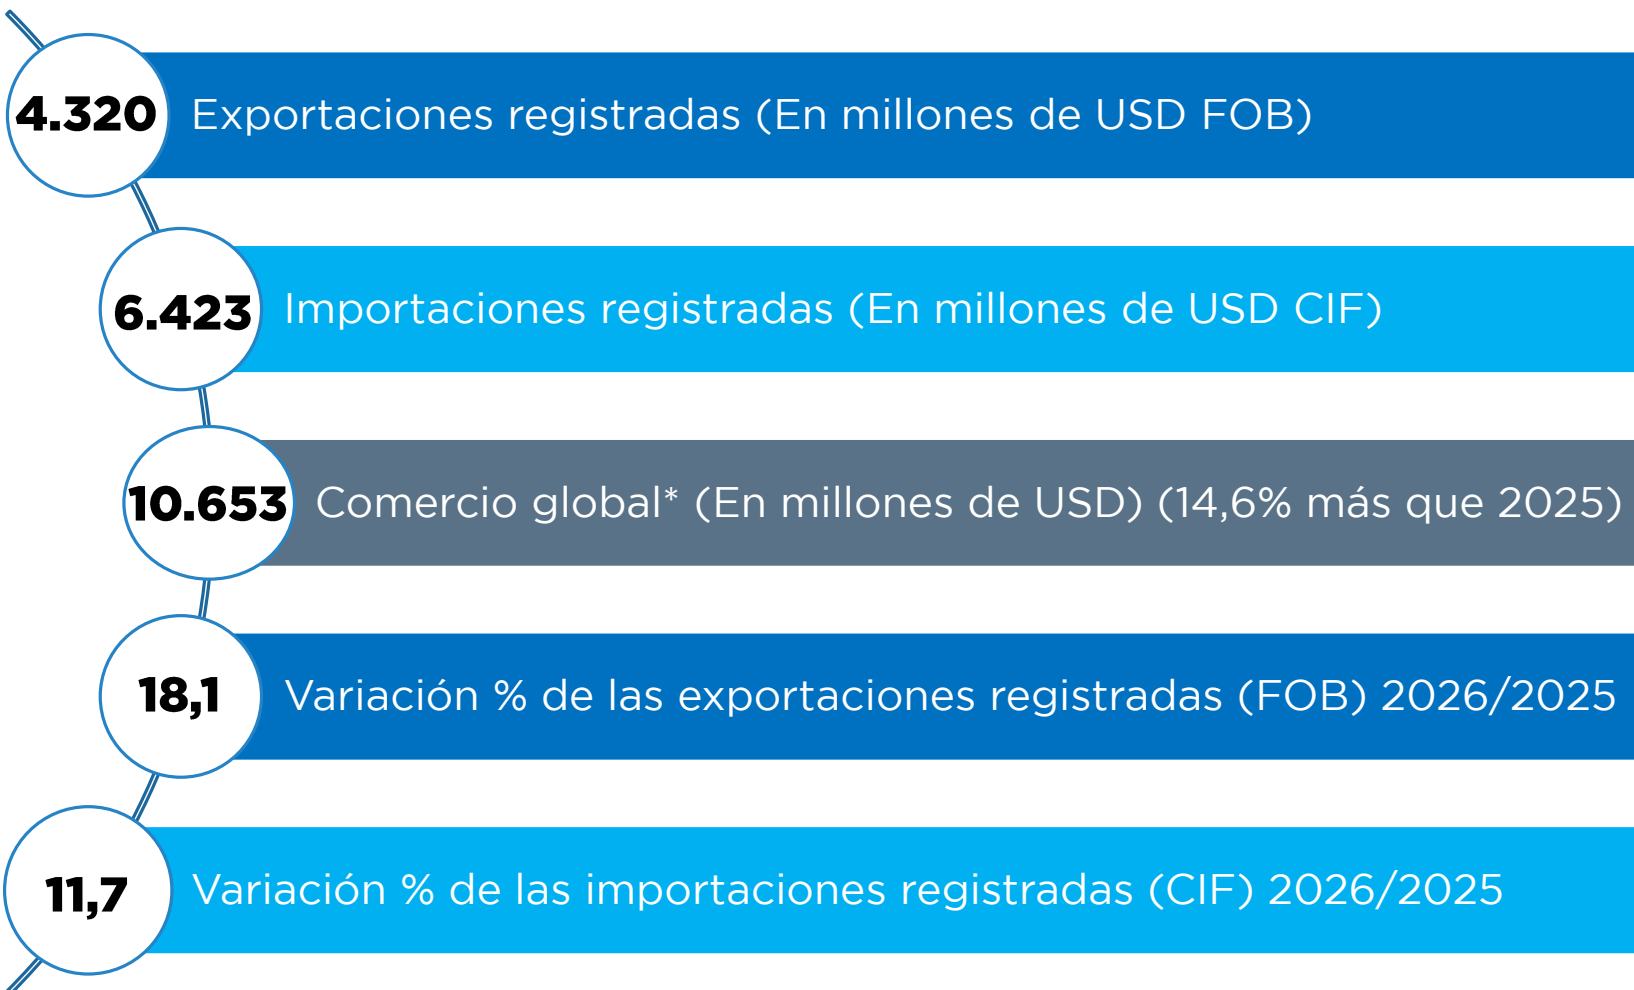 4.320 Exportaciones registradas (En millones de USD FOB)
6.423 Importaciones registradas (En millones de USD CIF)
10.653 Comercio global* (En millones de USD) (14,6% más que 2025)
18,1 Variación % de las exportaciones registradas (FOB) 2026/2025
11,7 Variación % de las importaciones registradas (CIF) 2026/2025